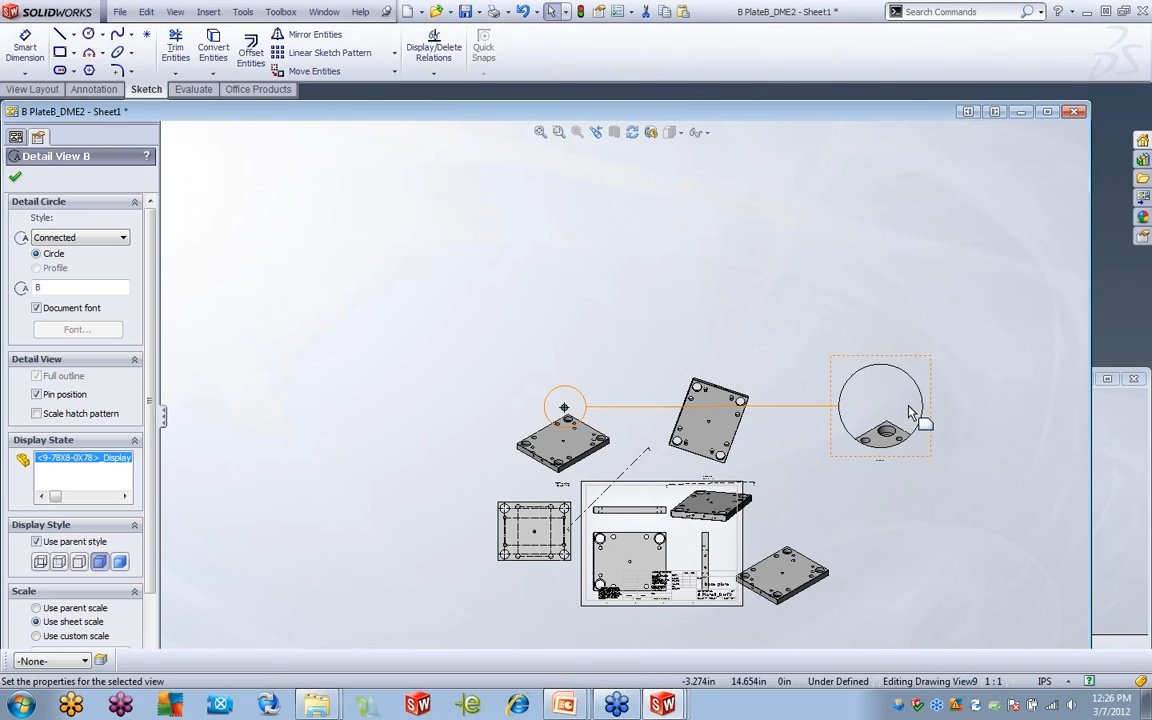 SOLIDWORKS File Edit View Insert Tools Toolbox Window Help B PlateB_DME2 - Sheet1 * Search Commands
Smart Dimension
Trim Entities
Convert Entities
Offset Entities
Mirror Entities
Linear Sketch Pattern
Move Entities
Display/Delete Relations
Quick Snaps
View Layout Annotation Sketch Evaluate Office Products
B PlateB_DME2 - Sheet1 *
Detail View B ?
Detail Circle
Style:
Connected
Circle
Profile
B
Document font
Font...
Detail View
Full outline
Pin position
Scale hatch pattern
Display State
<9-78X8-0X78>_Display
Display Style
Use parent style
Scale
Use parent scale
Use sheet scale
Use custom scale
-None-
Set the properties for the selected view -3.274in 14.654in 0in Under Defined Editing Drawing View9 1 : 1 IPS
12:26 PM
3/7/2012